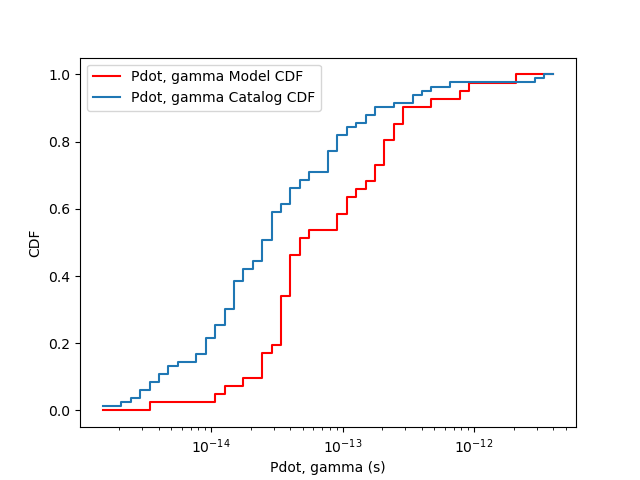 Pdot, gamma Model CDF
Pdot, gamma Catalog CDF
1.0
0.8
0.6
0.4
0.2
0.0
CDF
10⁻¹⁴
10⁻¹³
10⁻¹²
Pdot, gamma (s)